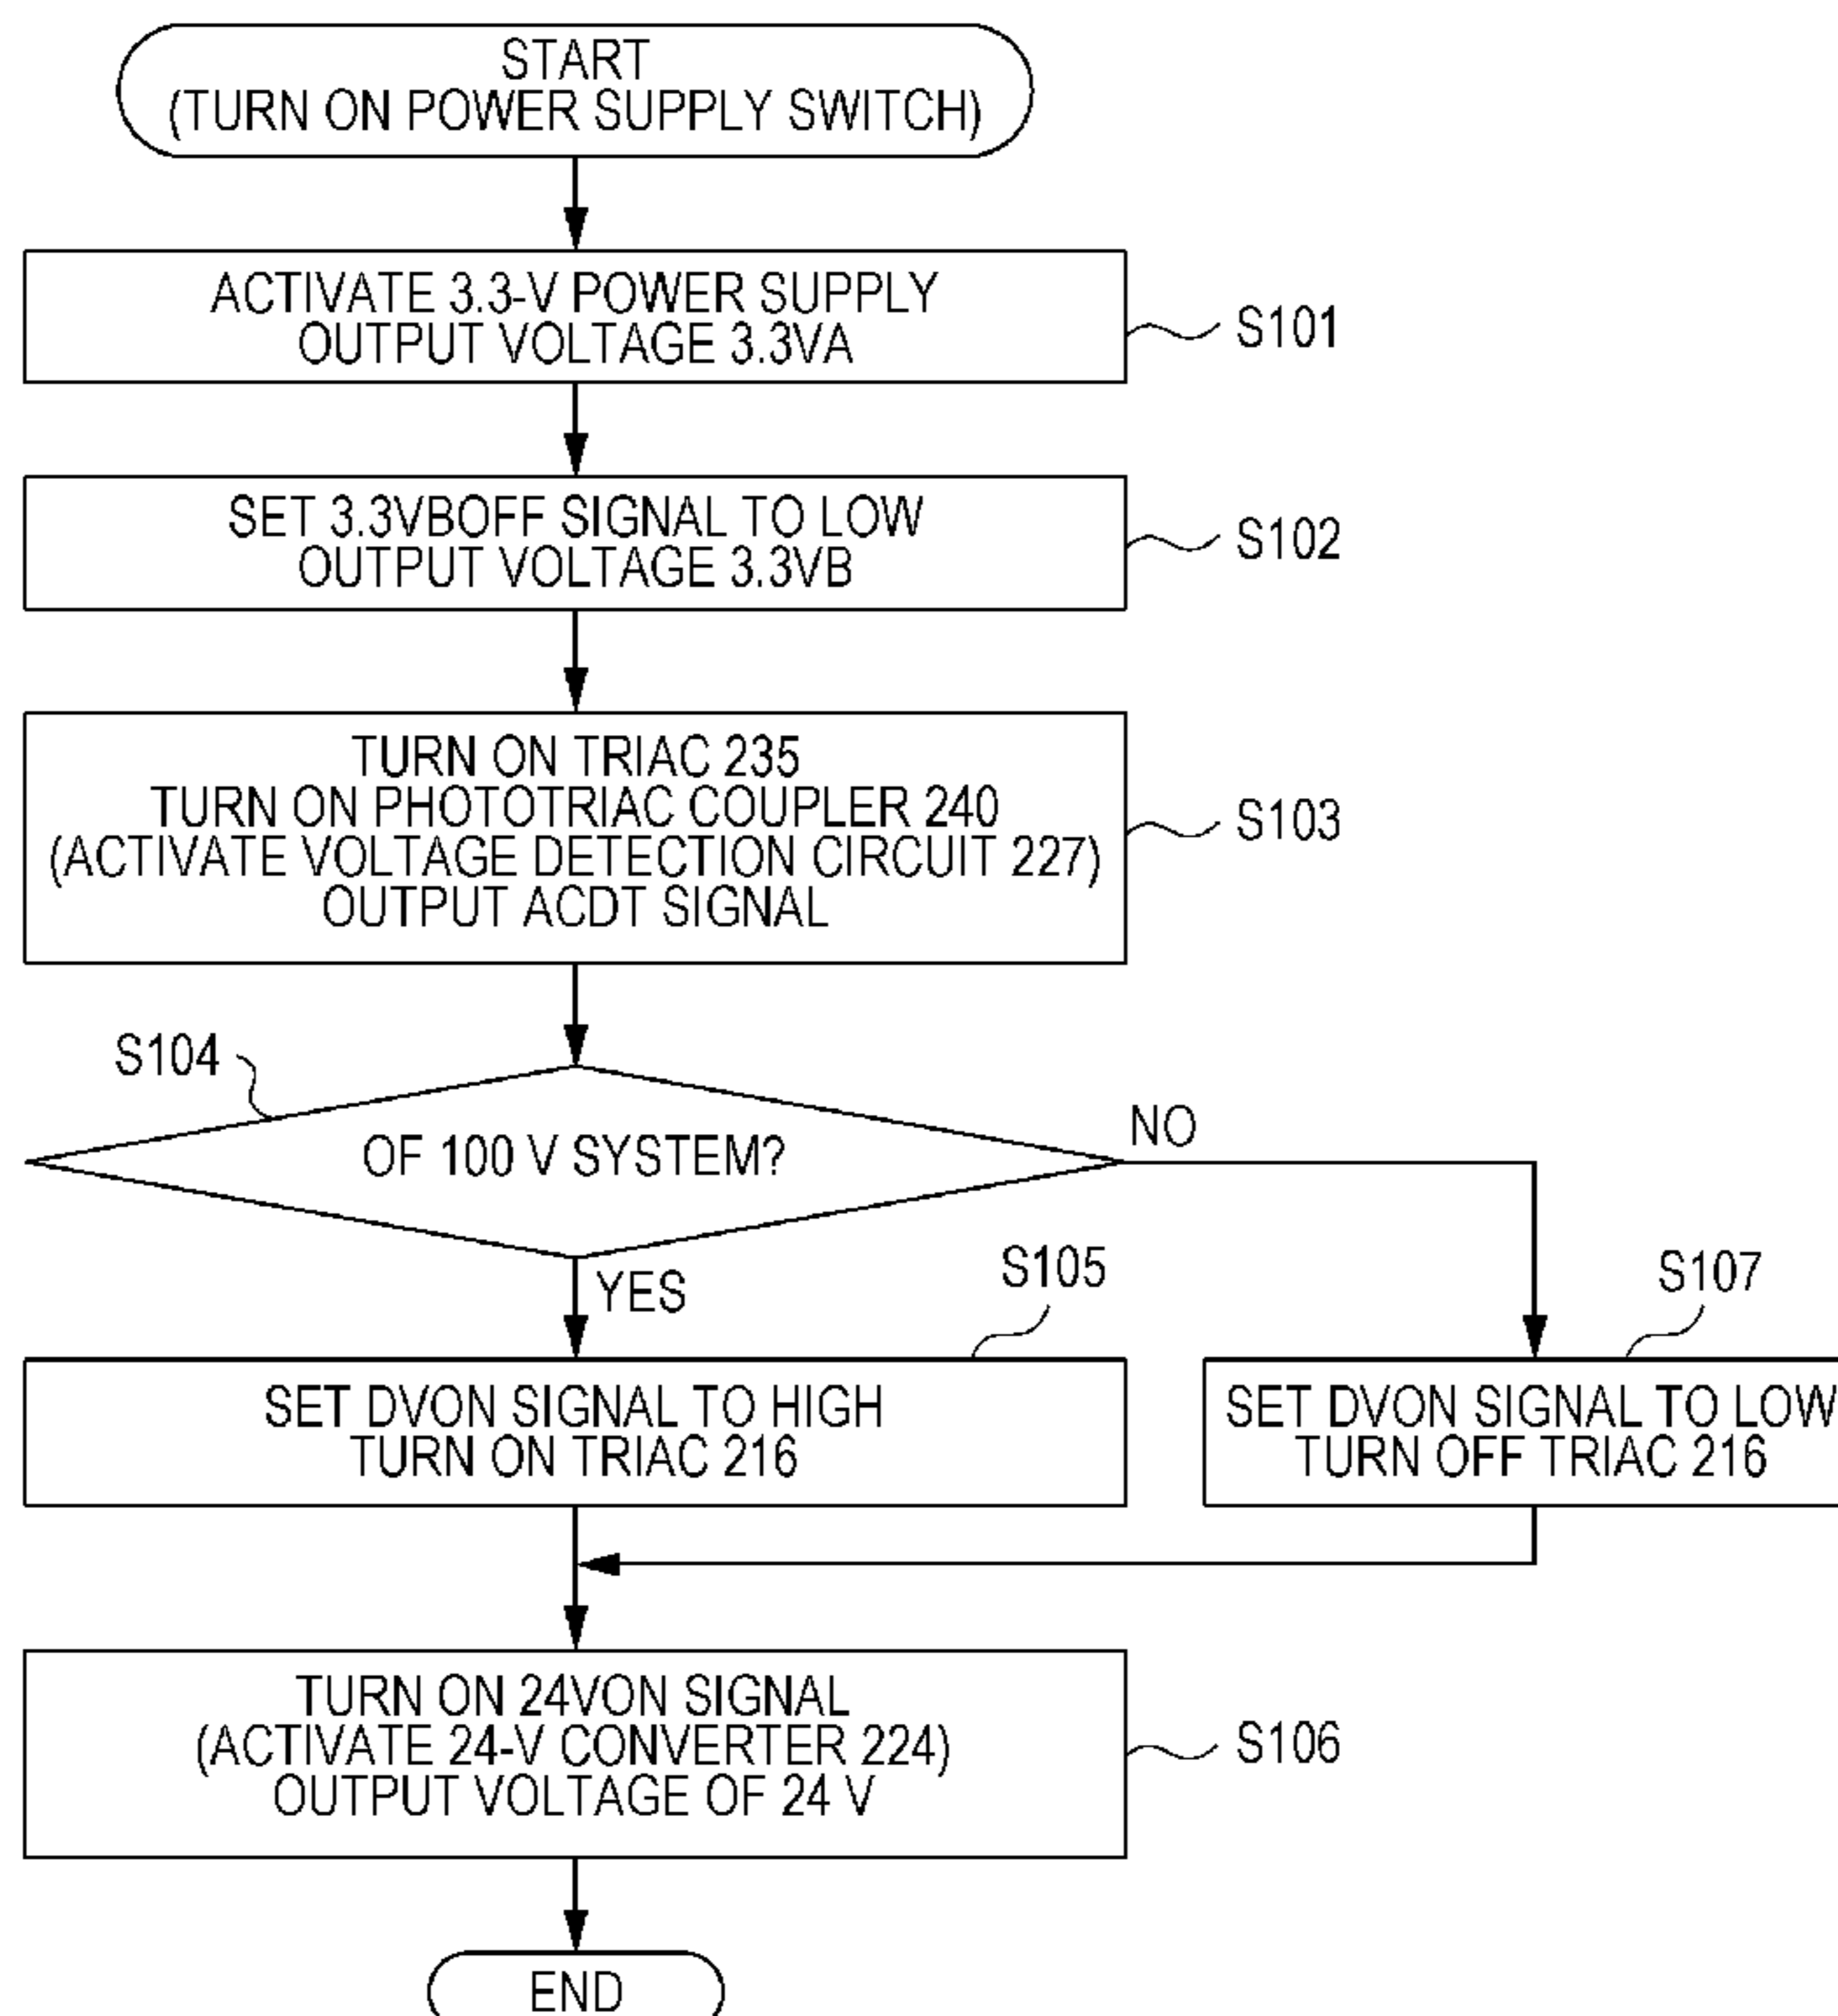 START
(TURN ON POWER SUPPLY SWITCH)
ACTIVATE 3.3-V POWER SUPPLY
OUTPUT VOLTAGE 3.3VA
S101
SET 3.3VBOFF SIGNAL TO LOW
OUTPUT VOLTAGE 3.3VB
S102
TURN ON TRIAC 235
TURN ON PHOTOTRIAC COUPLER 240
(ACTIVATE VOLTAGE DETECTION CIRCUIT 227)
OUTPUT ACDT SIGNAL
S103
S104
OF 100 V SYSTEM?
NO
YES
S105
SET DVON SIGNAL TO HIGH
TURN ON TRIAC 216
S107
SET DVON SIGNAL TO LOW
TURN OFF TRIAC 216
TURN ON 24VON SIGNAL
(ACTIVATE 24-V CONVERTER 224)
OUTPUT VOLTAGE OF 24 V
S106
END